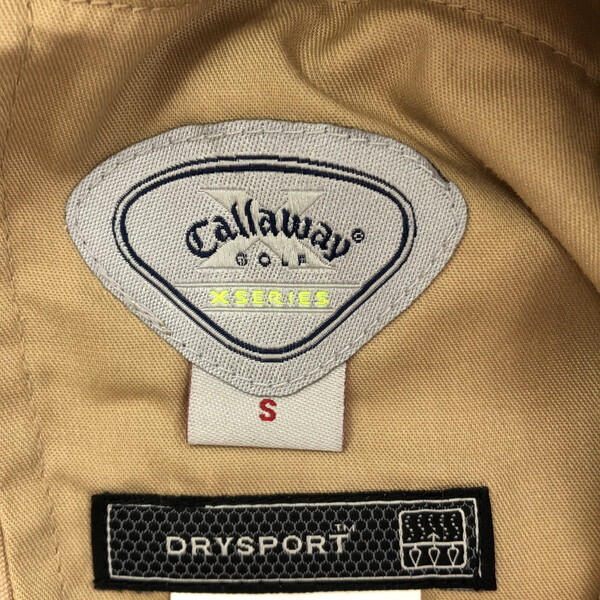 Callaway®
GOLF
X SERIES
S
DRYSPORT™